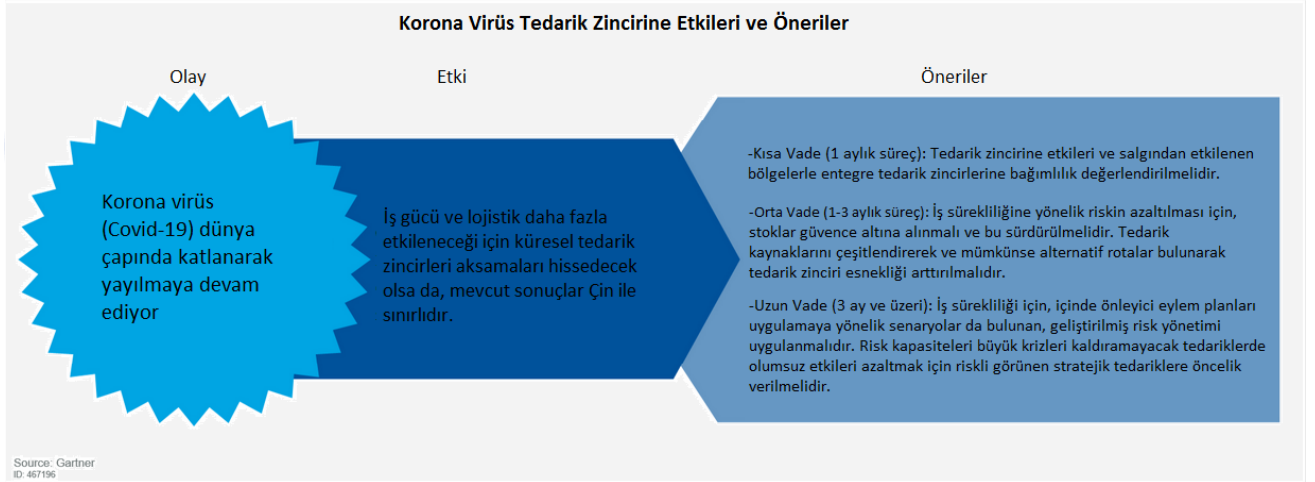 Korona Virüs Tedarik Zincirine Etkileri ve Öneriler
Olay
Etki
Öneriler
Korona virüs
(Covid-19) dünya
çapında katlanarak
yayılmaya devam
ediyor
İş gücü ve lojistik daha fazla
etkileneceği için küresel tedarik
zincirleri aksamaları hissedecek
olsa da, mevcut sonuçlar Çin ile
sınırlıdır.
-Kısa Vade (1 aylık süreç): Tedarik zincirine etkileri ve salgından etkilenen
bölgelerle entegre tedarik zincirlerine bağımlılık değerlendirilmelidir.
-Orta Vade (1-3 aylık süreç): İş sürekliliğine yönelik riskin azaltılması için,
stoklar güvence altına alınmalı ve bu sürdürülmelidir. Tedarik
kaynaklarını çeşitlendirerek ve mümkünse alternatif rotalar bulunarak
tedarik zinciri esnekliği arttırılmalıdır.
-Uzun Vade (3 ay ve üzeri): İş sürekliliği için, içinde önleyici eylem planları
uygulamaya yönelik senaryolar da bulunan, geliştirilmiş risk yönetimi
uygulanmalıdır. Risk kapasiteleri büyük krizleri kaldıramayacak tedariklerde
olumsuz etkileri azaltmak için riskli görünen stratejik tedariklere öncelik
verilmelidir.
Source: Gartner
ID: 467196